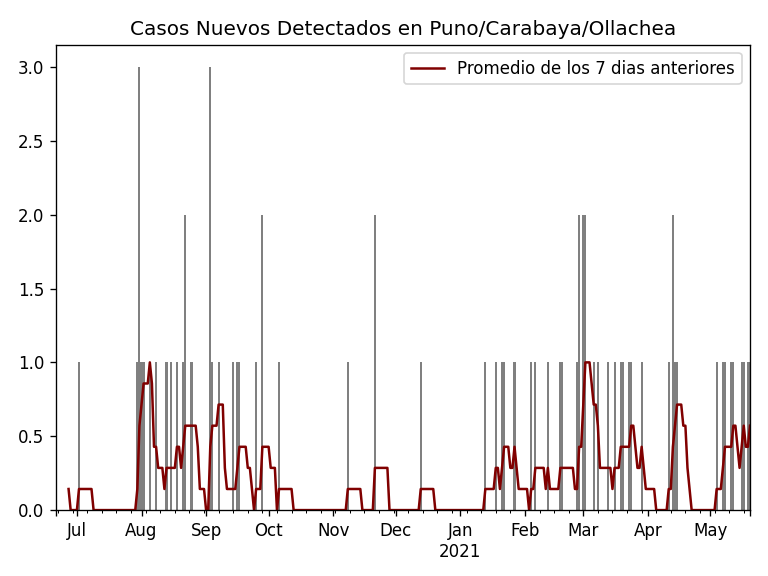 Casos Nuevos Detectados en Puno/Carabaya/Ollachea
Promedio de los 7 dias anteriores
3.0
2.5
2.0
1.5
1.0
0.5
0.0
Jul Aug Sep Oct Nov Dec Jan Feb Mar Apr May
2021